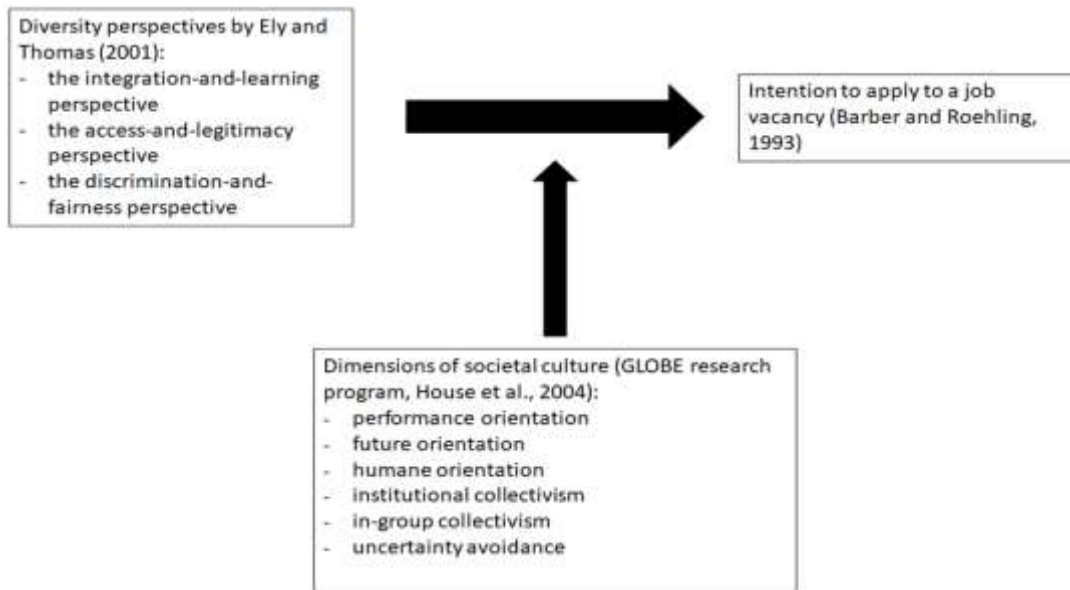 Diversity perspectives by Ely and
Thomas (2001):
- the integration-and-learning
perspective
- the access-and-legitimacy
perspective
- the discrimination-and-
fairness perspective
Intention to apply to a job
vacancy (Barber and Roehling,
1993)
Dimensions of societal culture (GLOBE research
program, House et al., 2004):
- performance orientation
- future orientation
- humane orientation
- institutional collectivism
- in-group collectivism
- uncertainty avoidance